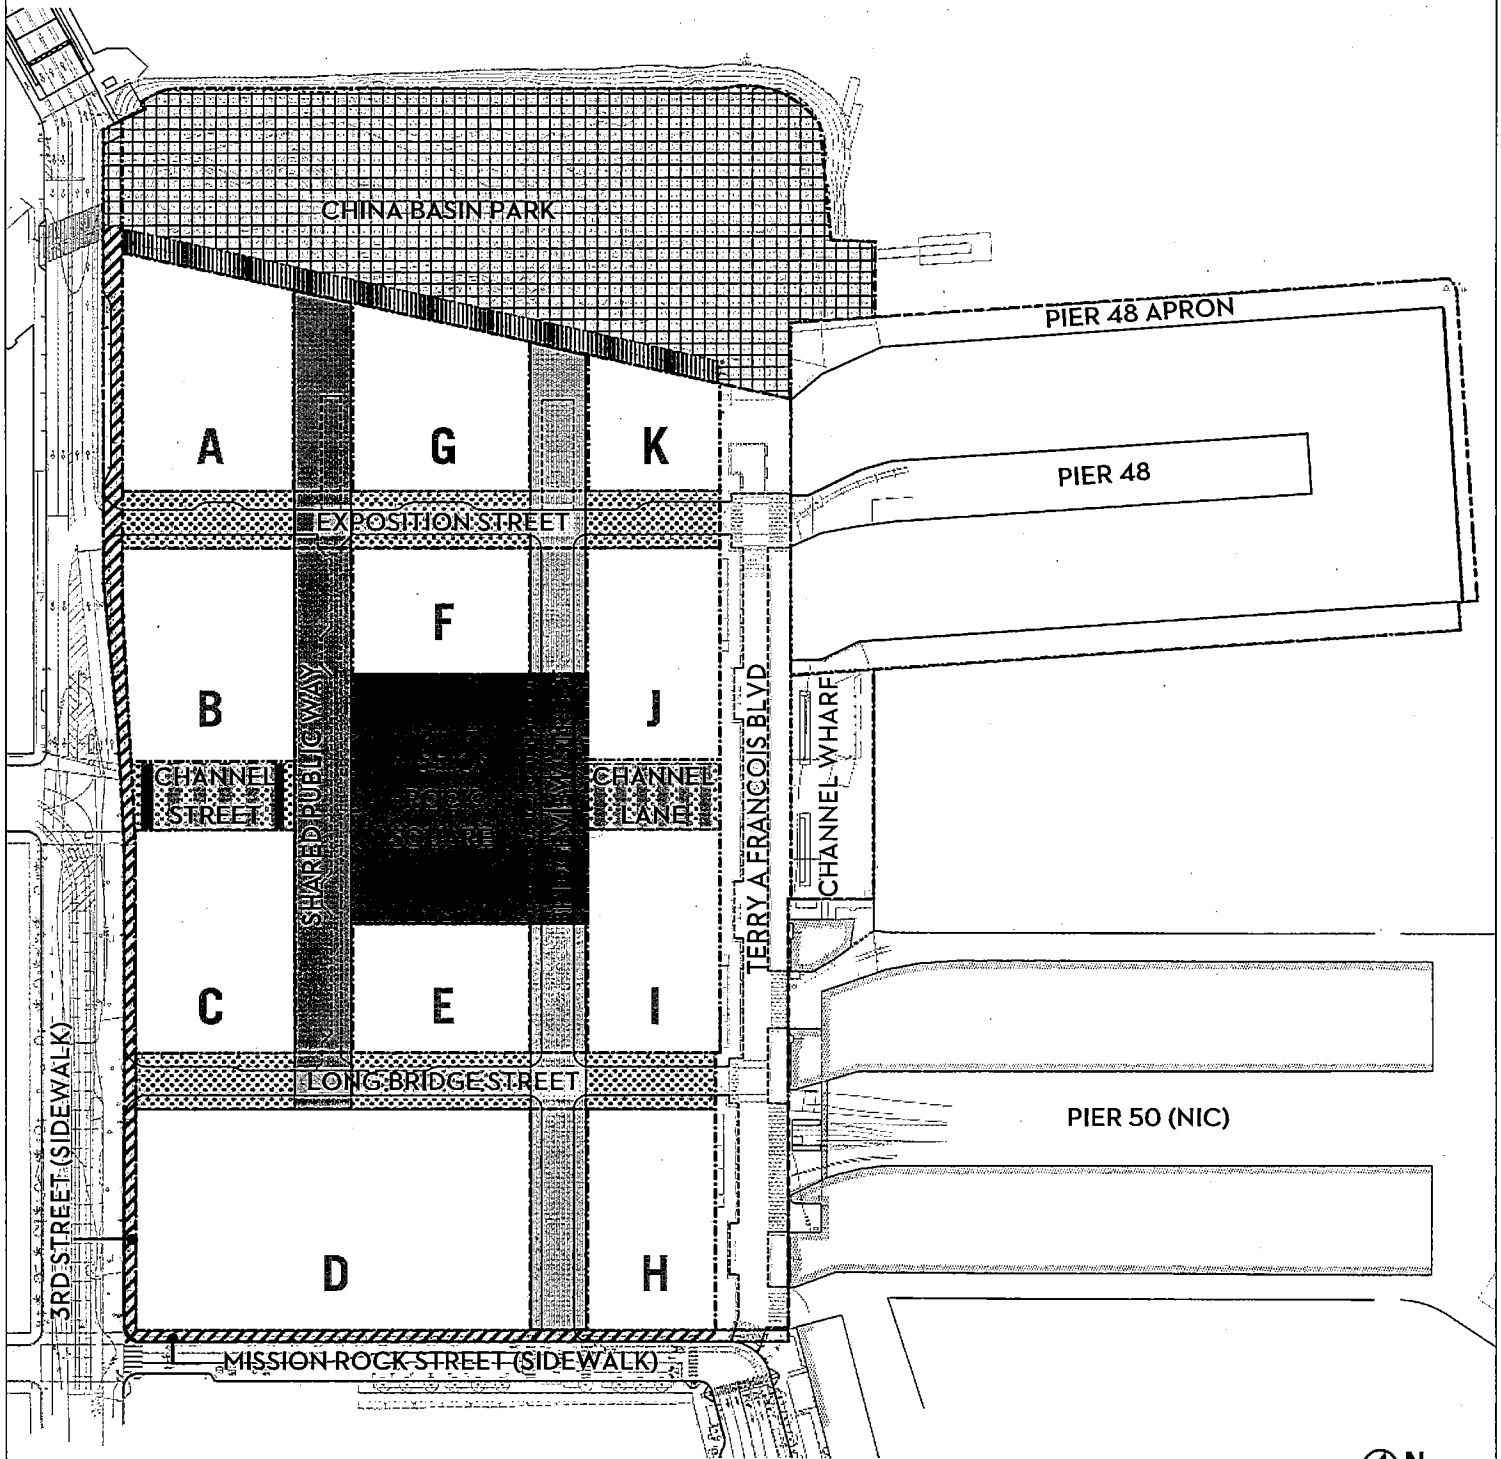 CHINA BASIN PARK
PIER 48 APRON
A
G
K
PIER 48
EXPOSITION STREET
F
B
J
SHARED PUBLIC WAY
TERRY A FRANCOIS BLVD
CHANNEL WHARF
CHANNEL
STREET
CHANNEL
LANE
SQUARE
C
E
I
3RD STREET (SIDEWALK)
LONG BRIDGE STREET
PIER 50 (NIC)
D
H
MISSION ROCK STREET (SIDEWALK)
N